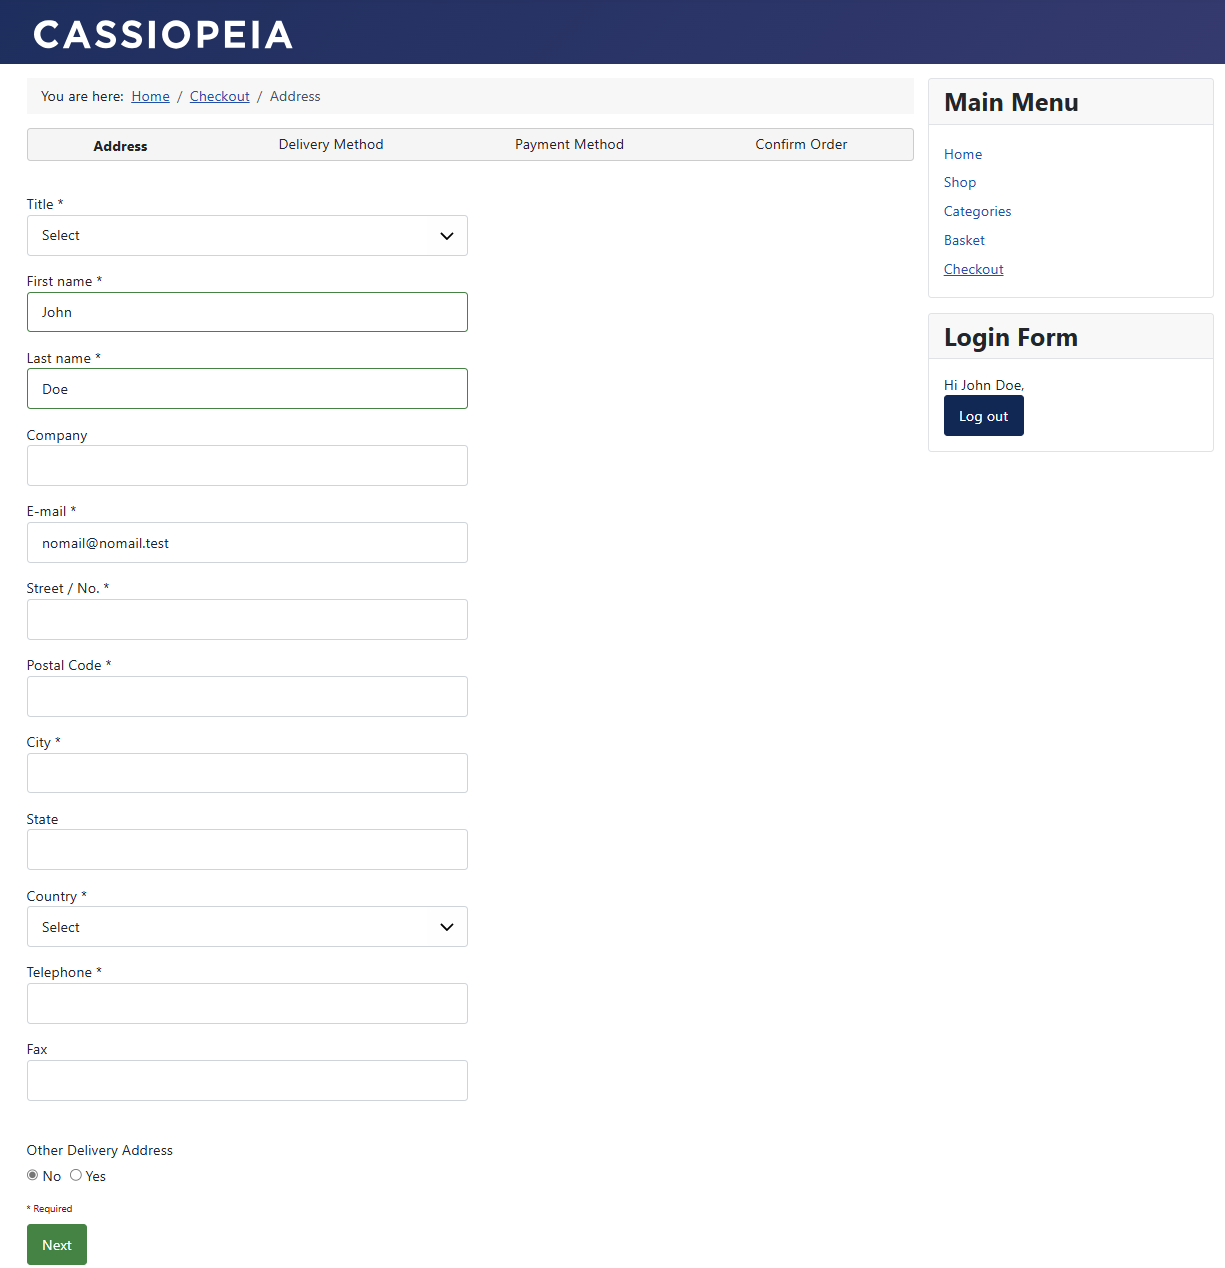 CASSIOPEIA
You are here: Home / Checkout / Address
Address Delivery Method Payment Method Confirm Order
Title *
Select
First name *
John
Last name *
Doe
Company
E-mail *
nomail@nomail.test
Street / No. *
Postal Code *
City *
State
Country *
Select
Telephone *
Fax
Other Delivery Address
No Yes
* Required
Next
Main Menu
Home
Shop
Categories
Basket
Checkout
Login Form
Hi John Doe,
Log out